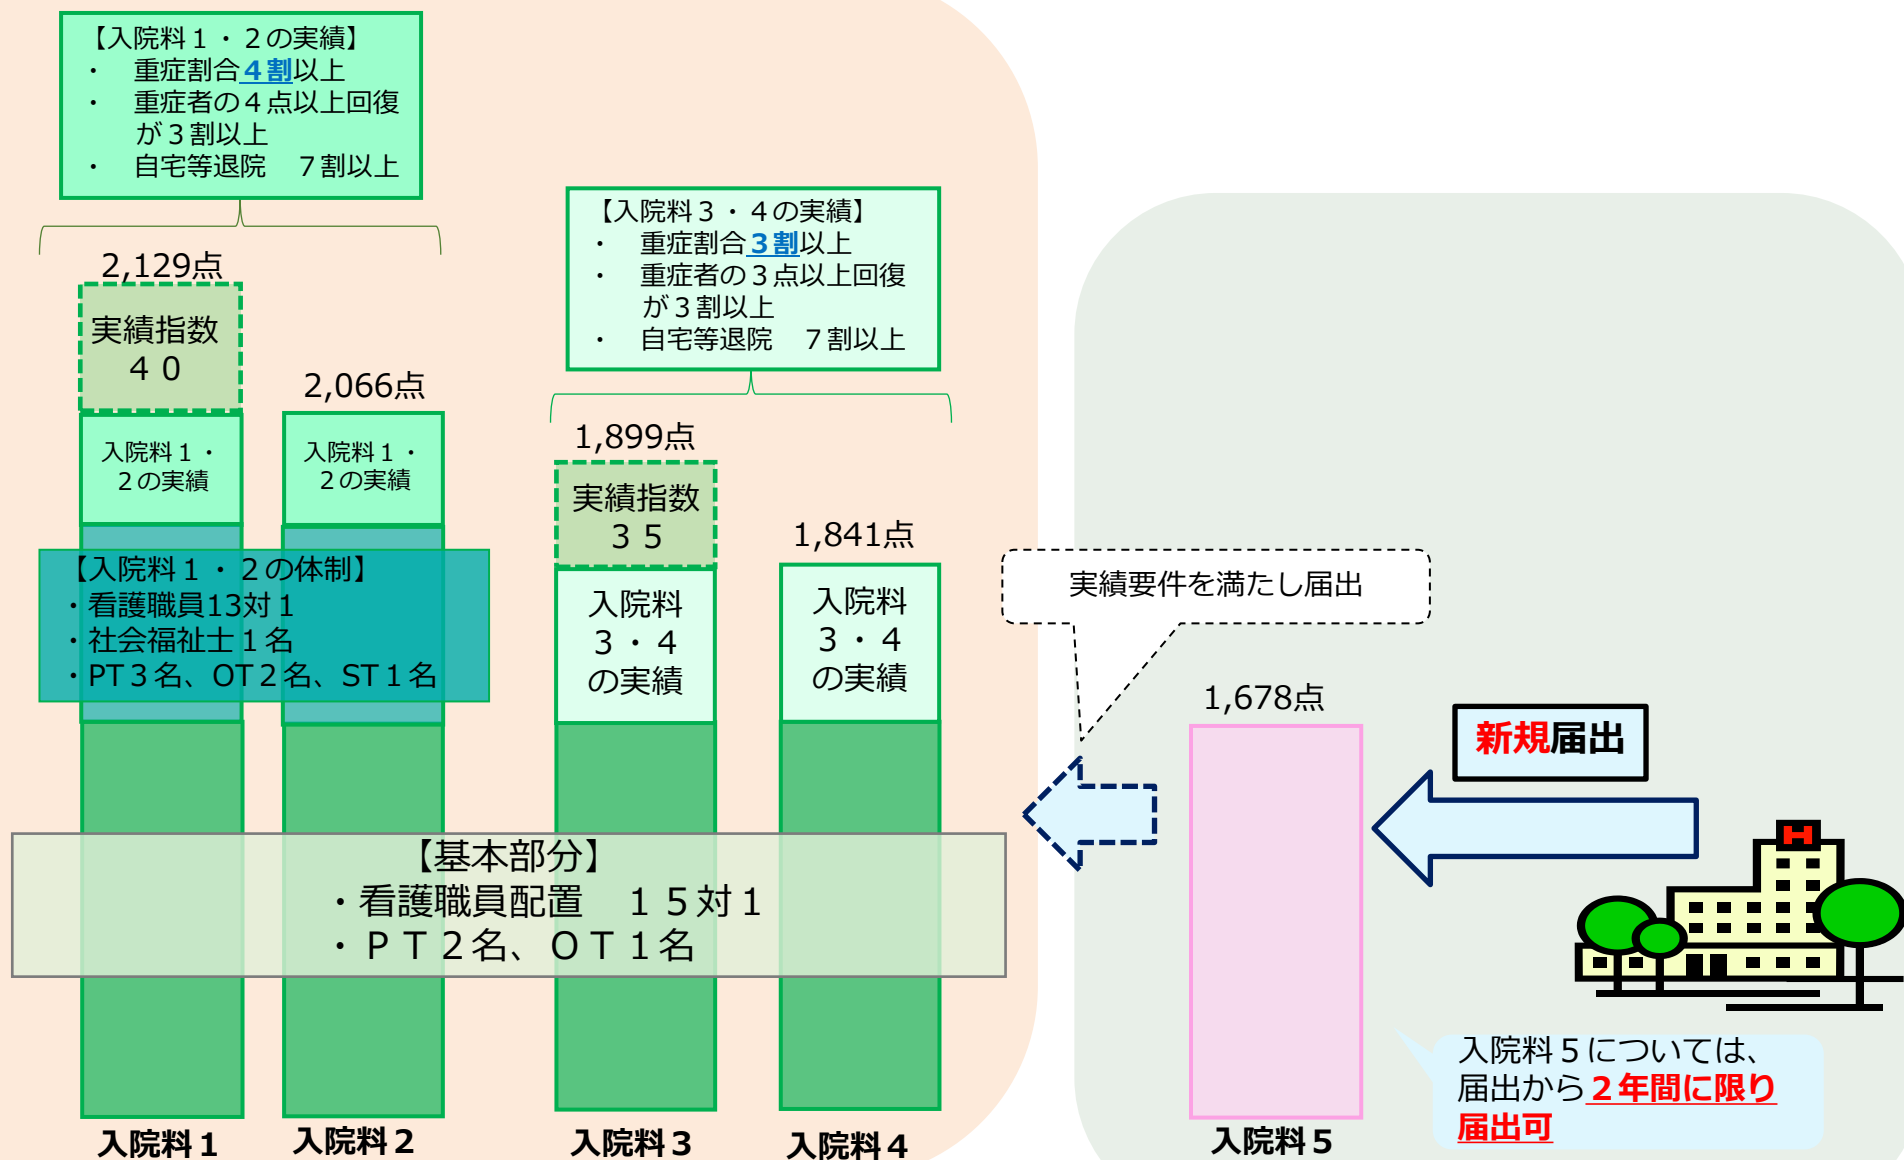 【入院料１・２の実績】
・　重症割合４割以上
・　重症者の４点以上回復
が３割以上
・　自宅等退院　７割以上
2,129点
実績指数
４０
入院料１・
２の実績
2,066点
入院料１・
２の実績
【入院料１・２の体制】
・看護職員13対１
・社会福祉士１名
・PT３名、OT２名、ST１名
【入院料３・４の実績】
・　重症割合３割以上
・　重症者の３点以上回復
が３割以上
・　自宅等退院　７割以上
1,899点
実績指数
３５
入院料
３・４
の実績
1,841点
入院料
３・４
の実績
【基本部分】
・看護職員配置　１５対１
・ＰＴ２名、ＯＴ１名
入院料１
入院料２
入院料３
入院料４
実績要件を満たし届出
1,678点
入院料５
新規届出
H
入院料５については、
届出から２年間に限り
届出可